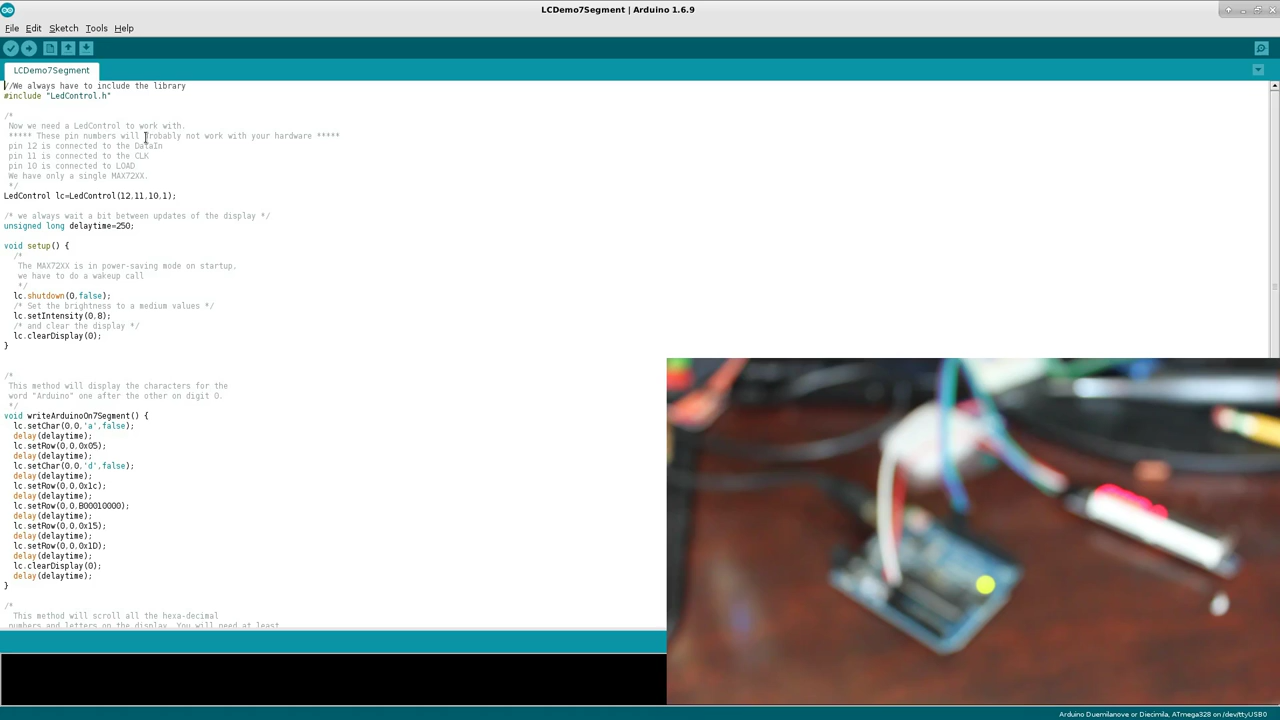 LCDemo7Segment | Arduino 1.6.9
File Edit Sketch Tools Help
LCDemo7Segment
//We always have to include the library
#include "LedControl.h"
/*
Now we need a LedControl to work with.
***** These pin numbers will probably not work with your hardware *****
pin 12 is connected to the DataIn
pin 11 is connected to the CLK
pin 10 is connected to LOAD
We have only a single MAX72XX.
*/
LedControl lc=LedControl(12,11,10,1);
/* we always wait a bit between updates of the display */
unsigned long delaytime=250;
void setup() {
/*
The MAX72XX is in power-saving mode on startup,
we have to do a wakeup call
*/
lc.shutdown(0,false);
/* Set the brightness to a medium values */
lc.setIntensity(0,8);
/* and clear the display */
lc.clearDisplay(0);
}
/*
This method will display the characters for the
word "Arduino" one after the other on digit 0.
*/
void writeArduinoOn7Segment() {
lc.setChar(0,0,'a',false);
delay(delaytime);
lc.setRow(0,0,0x05);
delay(delaytime);
lc.setChar(0,0,'d',false);
delay(delaytime);
lc.setRow(0,0,0x1c);
delay(delaytime);
lc.setRow(0,0,B00010000);
delay(delaytime);
lc.setRow(0,0,0x15);
delay(delaytime);
lc.setRow(0,0,0x1D);
delay(delaytime);
lc.clearDisplay(0);
delay(delaytime);
}
/*
This method will scroll all the hexa-decimal
numbers and letters on the display. You will need at least
Arduino Duemilanove or Diecimila, ATmega328 on /dev/ttyUSB0